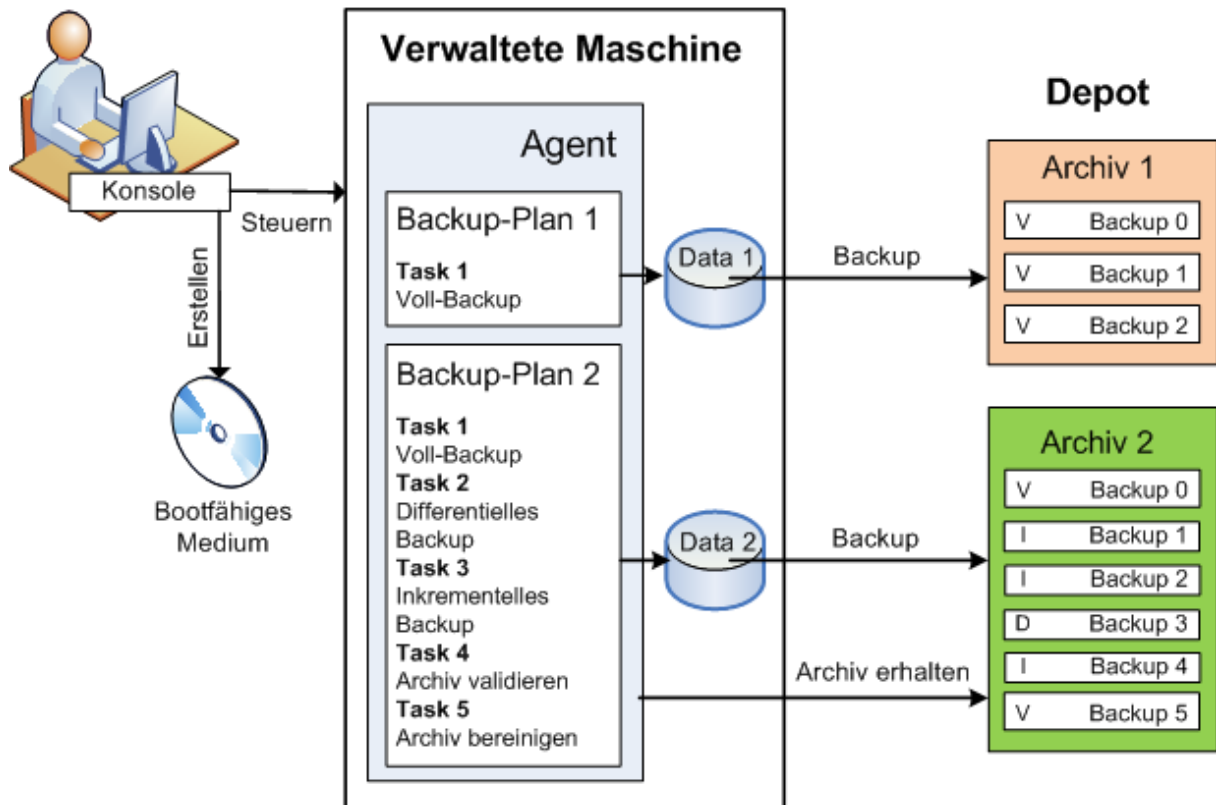 Verwaltete Maschine
Depot
Agent
Konsole
Steuern
Erstellen
Bootfähiges
Medium
Backup-Plan 1
Task 1
Voll-Backup
Data 1
Backup
Archiv 1
V Backup 0
V Backup 1
V Backup 2
Backup-Plan 2
Task 1
Voll-Backup
Task 2
Differentielles
Backup
Task 3
Inkrementelles
Backup
Task 4
Archiv validieren
Task 5
Archiv bereinigen
Data 2
Backup
Archiv erhalten
Archiv 2
V Backup 0
I Backup 1
I Backup 2
D Backup 3
I Backup 4
V Backup 5